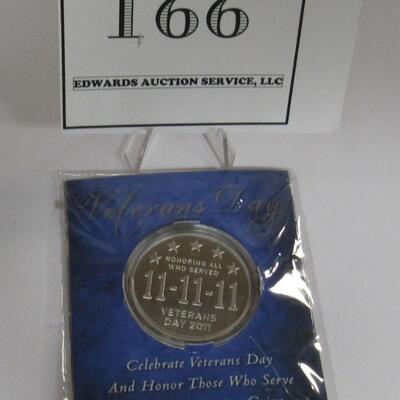 166
EDWARDS AUCTION SERVICE, LLC
Veterans Day
HONORING ALL
WHO SERVED
11-11-11
VETERANS
DAY 2011
Celebrate Veterans Day
And Honor Those Who Serve